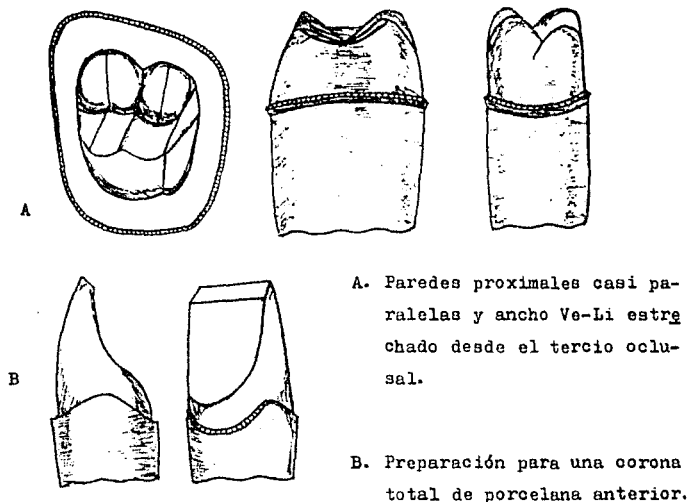 A
A. Paredes proximales casi pa-
ralelas y ancho Ve-Li estre
chado desde el tercio oclu-
sal.
B
B. Preparación para una corona
total de porcelana anterior.